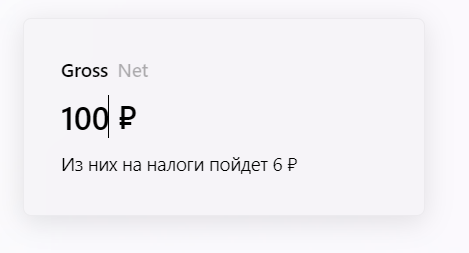 Gross Net
100 ₽
Из них на налоги пойдет 6 ₽